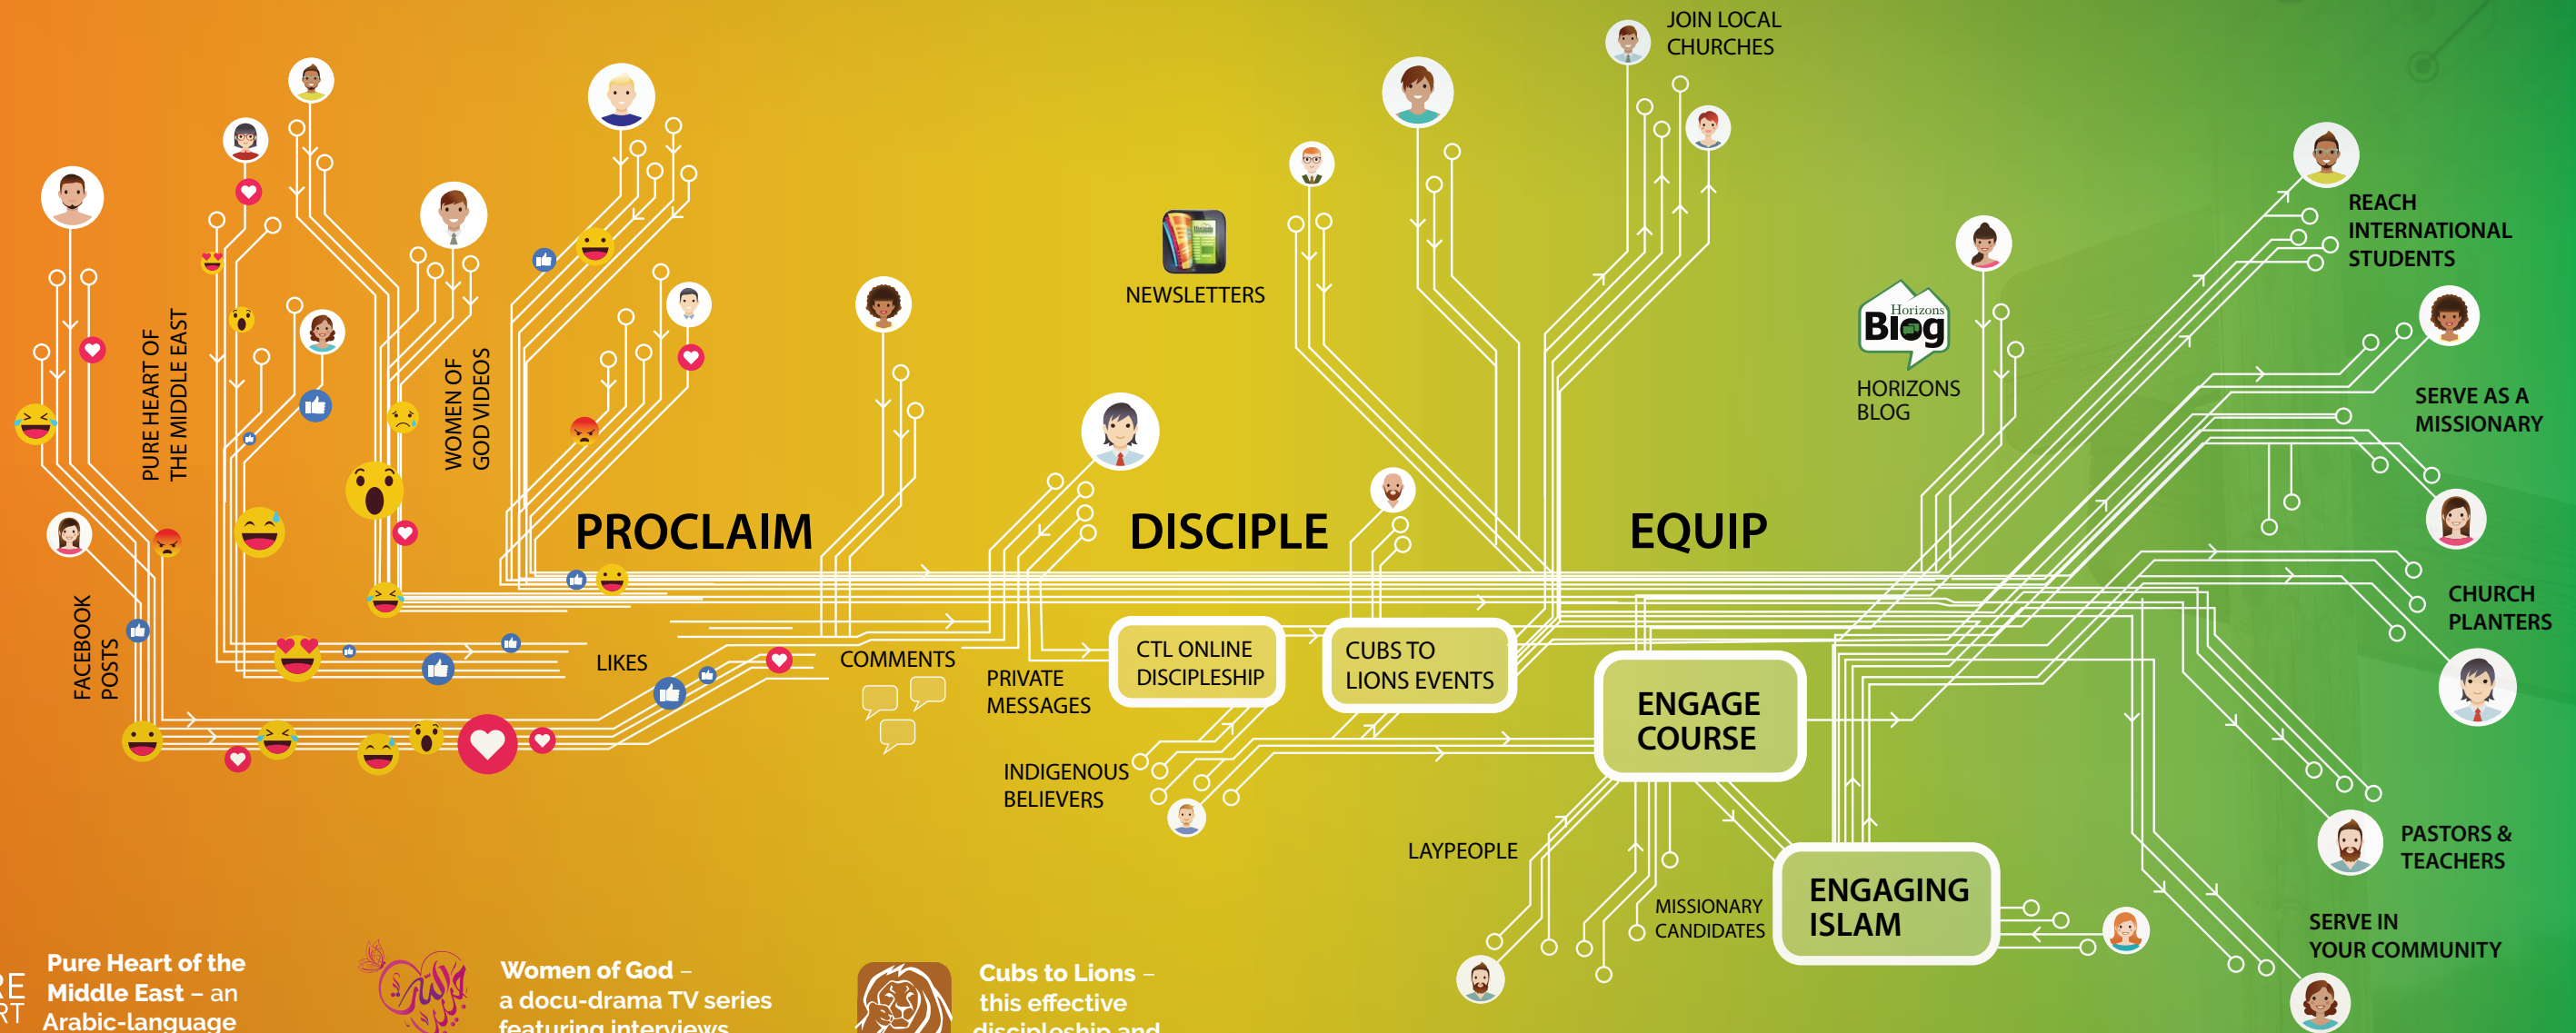 JOIN LOCAL
CHURCHES
REACH
INTERNATIONAL
STUDENTS
NEWSLETTERS
Horizons
Blog
HORIZONS
BLOG
PURE HEART OF
THE MIDDLE EAST
WOMEN OF
GOD VIDEOS
SERVE AS A
MISSIONARY
PROCLAIM
DISCIPLE
EQUIP
FACEBOOK
POSTS
CHURCH
PLANTERS
LIKES
COMMENTS
PRIVATE
MESSAGES
CTL ONLINE
DISCIPLESHIP
CUBS TO
LIONS EVENTS
ENGAGE
COURSE
INDIGENOUS
BELIEVERS
LAYPEOPLE
MISSIONARY
CANDIDATES
ENGAGING
ISLAM
PASTORS &
TEACHERS
SERVE IN
YOUR COMMUNITY
Pure Heart of the
Middle East – an
Arabic-language
Women of God –
a docu-drama TV series
featuring interviews
Cubs to Lions –
this effective
discipleship and